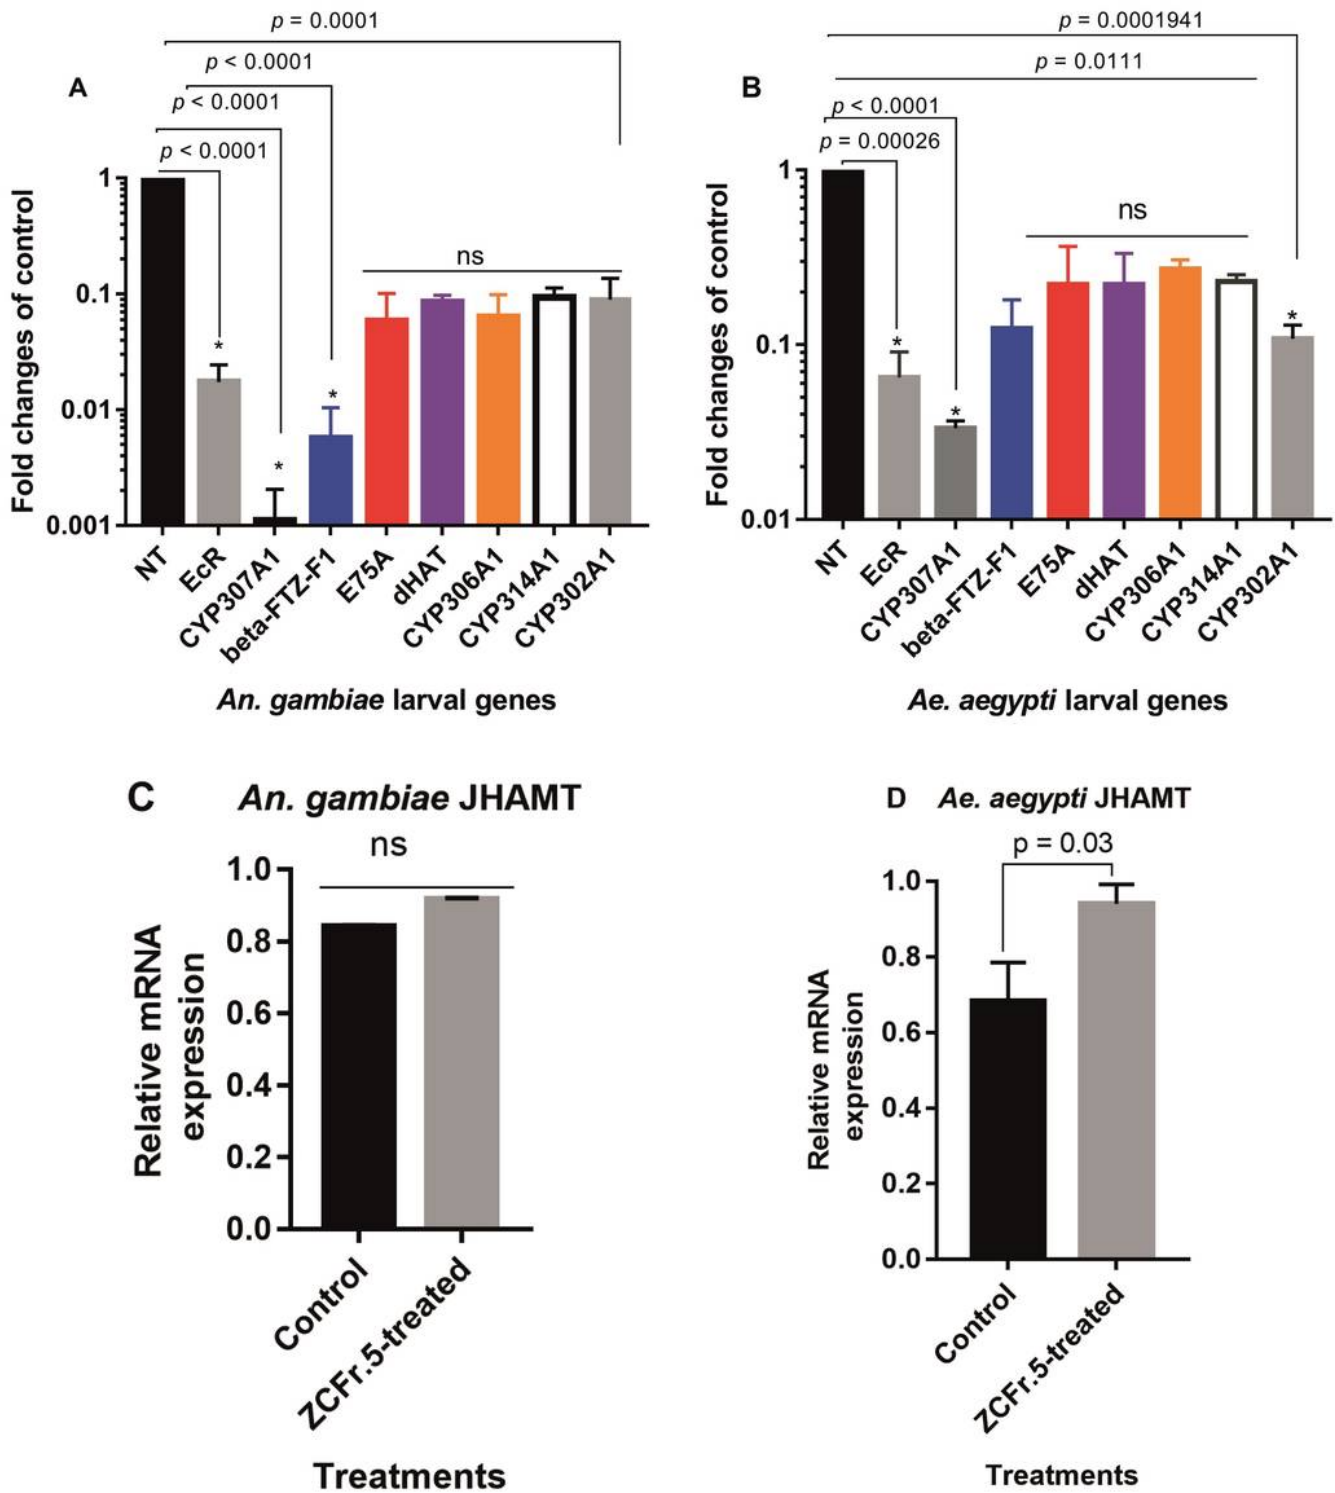 p = 0.0001
p < 0.0001
A
p < 0.0001
p < 0.0001
Fold changes of control
1
0.1
0.01
0.001
ns
*
*
*
NT
EcR
CYP307A1
beta-FTZ-F1
E75A
dHAT
CYP306A1
CYP314A1
CYP302A1
An. gambiae larval genes
p = 0.0001941
p = 0.0111
B
p < 0.0001
p = 0.00026
Fold changes of control
1
0.1
0.01
ns
*
*
*
NT
EcR
CYP307A1
beta-FTZ-F1
E75A
dHAT
CYP306A1
CYP314A1
CYP302A1
Ae. aegypti larval genes
C An. gambiae JHAMT
ns
Relative mRNA
expression
1.0
0.8
0.6
0.4
0.2
0.0
Control
ZCFr.5-treated
Treatments
D Ae. aegypti JHAMT
p = 0.03
Relative mRNA
expression
1.0
0.8
0.6
0.4
0.2
0.0
Control
ZCFr.5-treated
Treatments